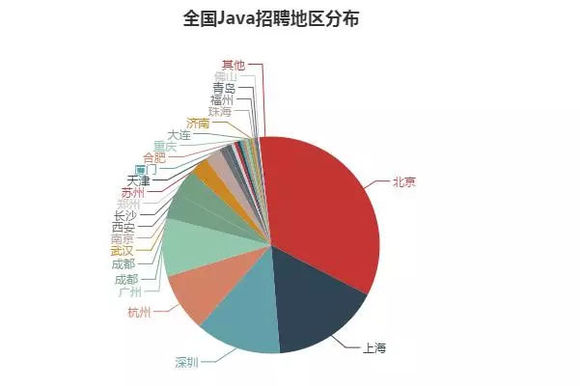 全国Java招聘地区分布
其他
佛山
青岛
福州
珠海
济南
大连
重庆
合肥
厦门
天津
苏州
郑州
长沙
西安
南京
武汉
成都
成都
广州
杭州
深圳
上海
北京